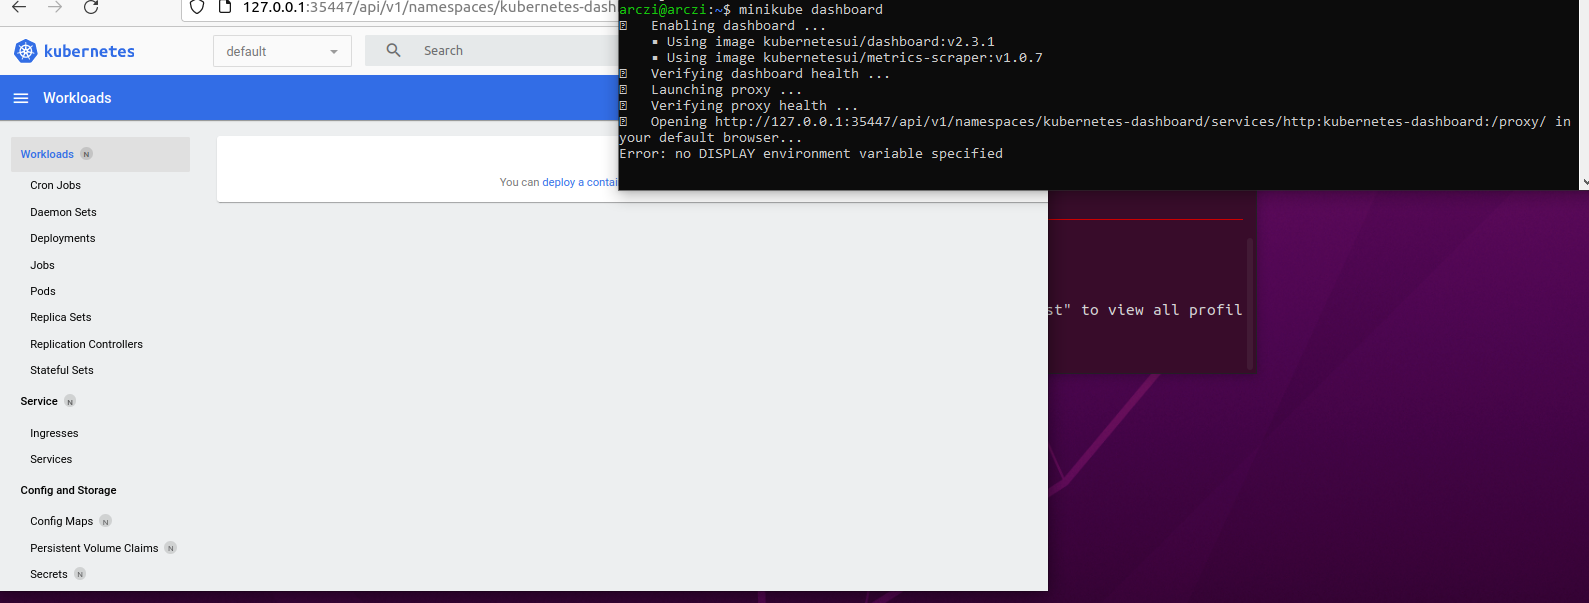 127.0.0.1:35447/api/v1/namespaces/kubernetes-dash
kubernetes
default
Search
Workloads
Workloads N
Cron Jobs
Daemon Sets
Deployments
Jobs
Pods
Replica Sets
Replication Controllers
Stateful Sets
Service N
Ingresses
Services
Config and Storage
Config Maps N
Persistent Volume Claims N
Secrets N
You can deploy a contai
arczi@arczi:~$ minikube dashboard
Enabling dashboard ...
▪ Using image kubernetesui/dashboard:v2.3.1
▪ Using image kubernetesui/metrics-scraper:v1.0.7
Verifying dashboard health ...
Launching proxy ...
Verifying proxy health ...
Opening http://127.0.0.1:35447/api/v1/namespaces/kubernetes-dashboard/services/http:kubernetes-dashboard:/proxy/ in
your default browser...
Error: no DISPLAY environment variable specified
st" to view all profil